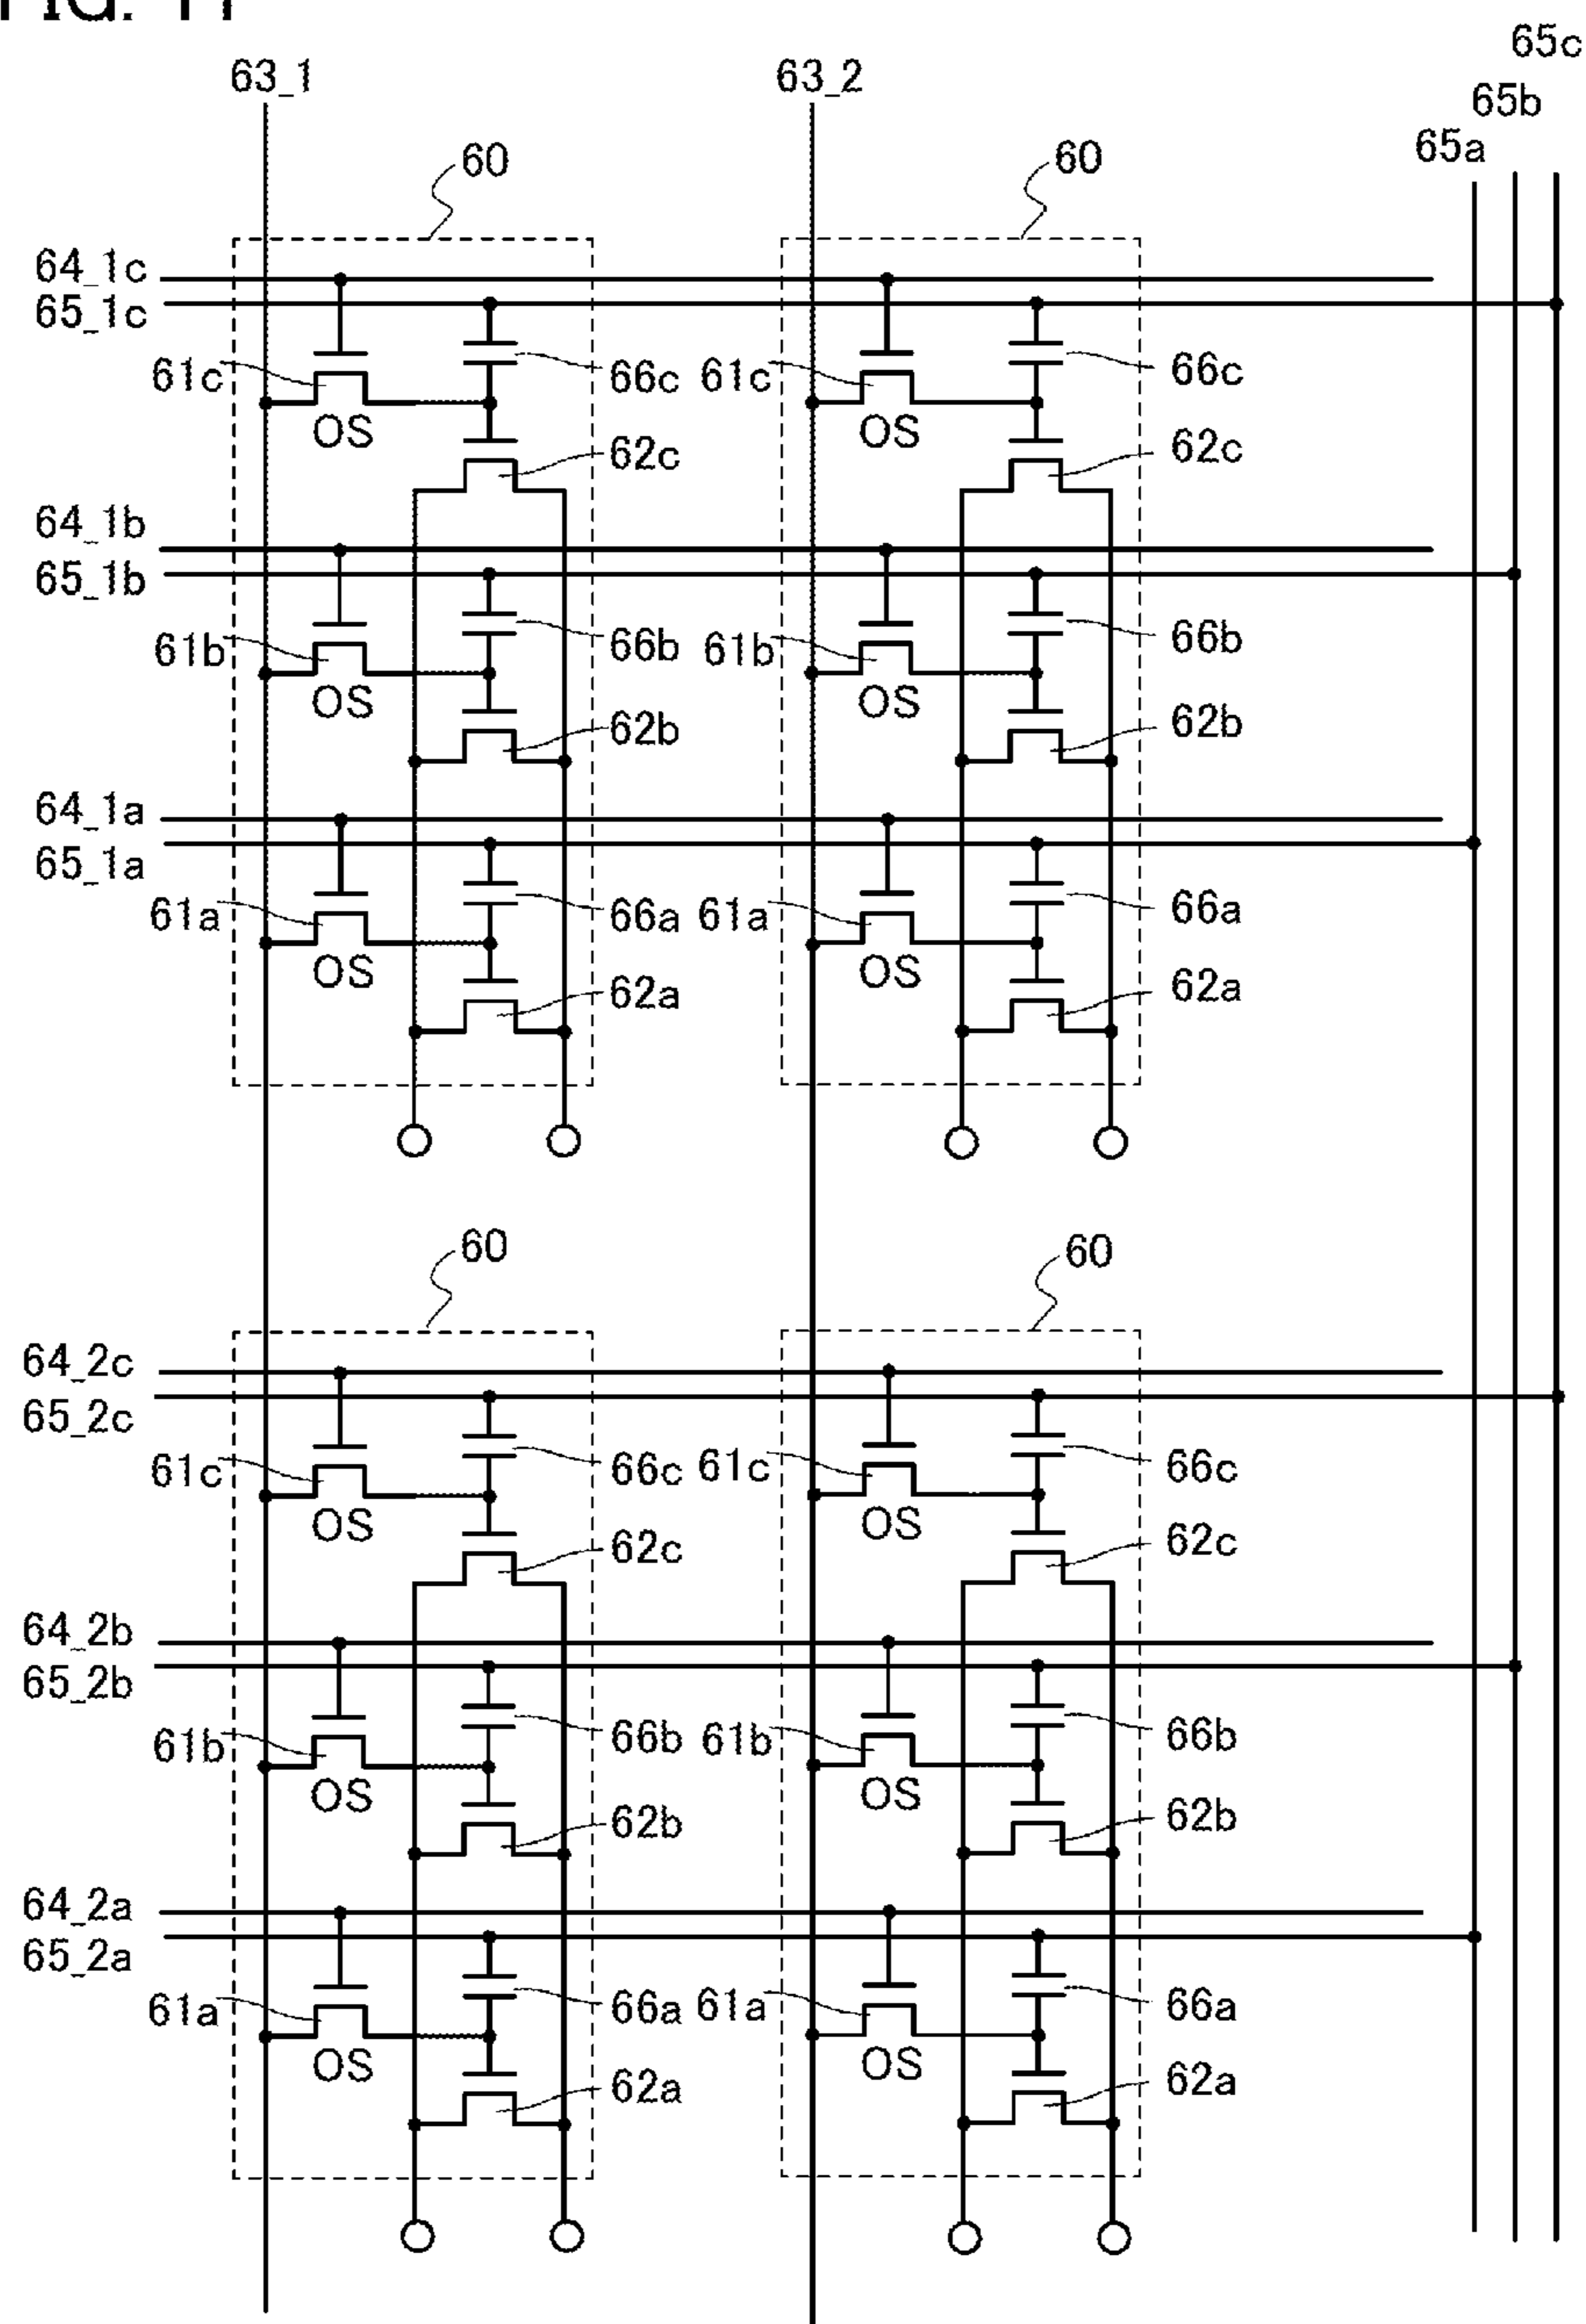 65c
63_1 63_2 65b
65a
60 60
64_1c
65_1c
61c 66c 61c 66c
OS OS
62c 62c
64_1b
65_1b
61b 66b 61b 66b
OS OS
62b 62b
64_1a
65_1a
61a 66a 61a 66a
OS OS
62a 62a
60 60
64_2c
65_2c
61c 66c 61c 66c
OS OS
62c 62c
64_2b
65_2b
61b 66b 61b 66b
OS OS
62b 62b
64_2a
65_2a
61a 66a 61a 66a
OS OS
62a 62a